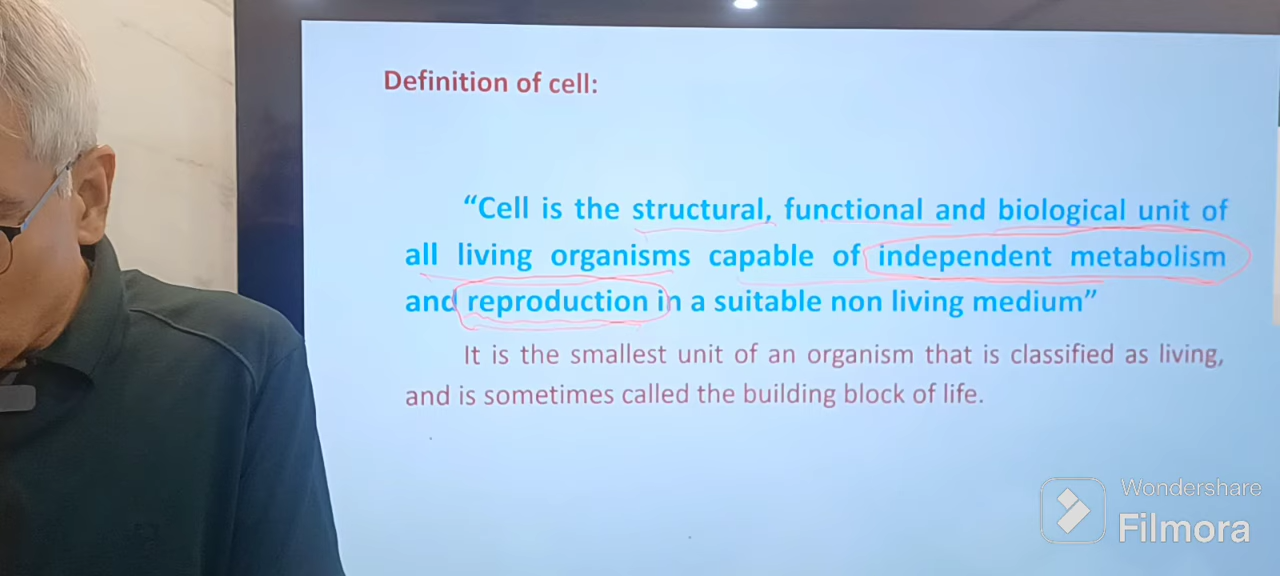 Definition of cell:
“Cell is the structural, functional and biological unit of
all living organisms capable of independent metabolism
and reproduction in a suitable non living medium”
It is the smallest unit of an organism that is classified as living,
and is sometimes called the building block of life.
Wondershare
Filmora